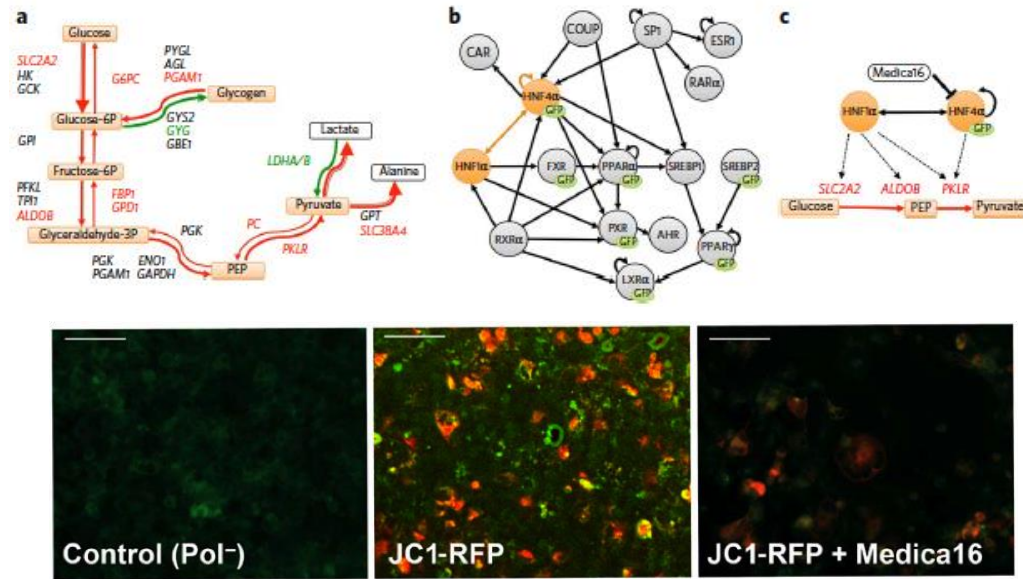 a
Glucose
SLC2A2
HK
GCK
G6PC
PYGL
AGL
PGAM1
Glycogen
Glucose-6P
GYS2
GYG
GBE1
GPI
Lactate
LDHA/B
Alanine
Fructose-6P
PFKL
TPI1
ALDOB
FBP1
GPD1
Pyruvate
GPT
SLC38A4
Glyceraldehyde-3P
PGK
PC
PKLR
PGK ENO1
PGAM1 GAPDH
PEP
b
COUP
SP1
ESR1
CAR
RARα
HNF4α
GFP
HNF1α
FXR
GFP
PPARα
GFP
SREBP1
SREBP2
GFP
RXRα
PXR
GFP
AHR
PPARγ
GFP
LXRα
GFP
c
Medica16
HNF1α
HNF4α
GFP
SLC2A2 ALDOB PKLR
Glucose PEP Pyruvate
Control (Pol⁻)
JC1-RFP
JC1-RFP + Medica16